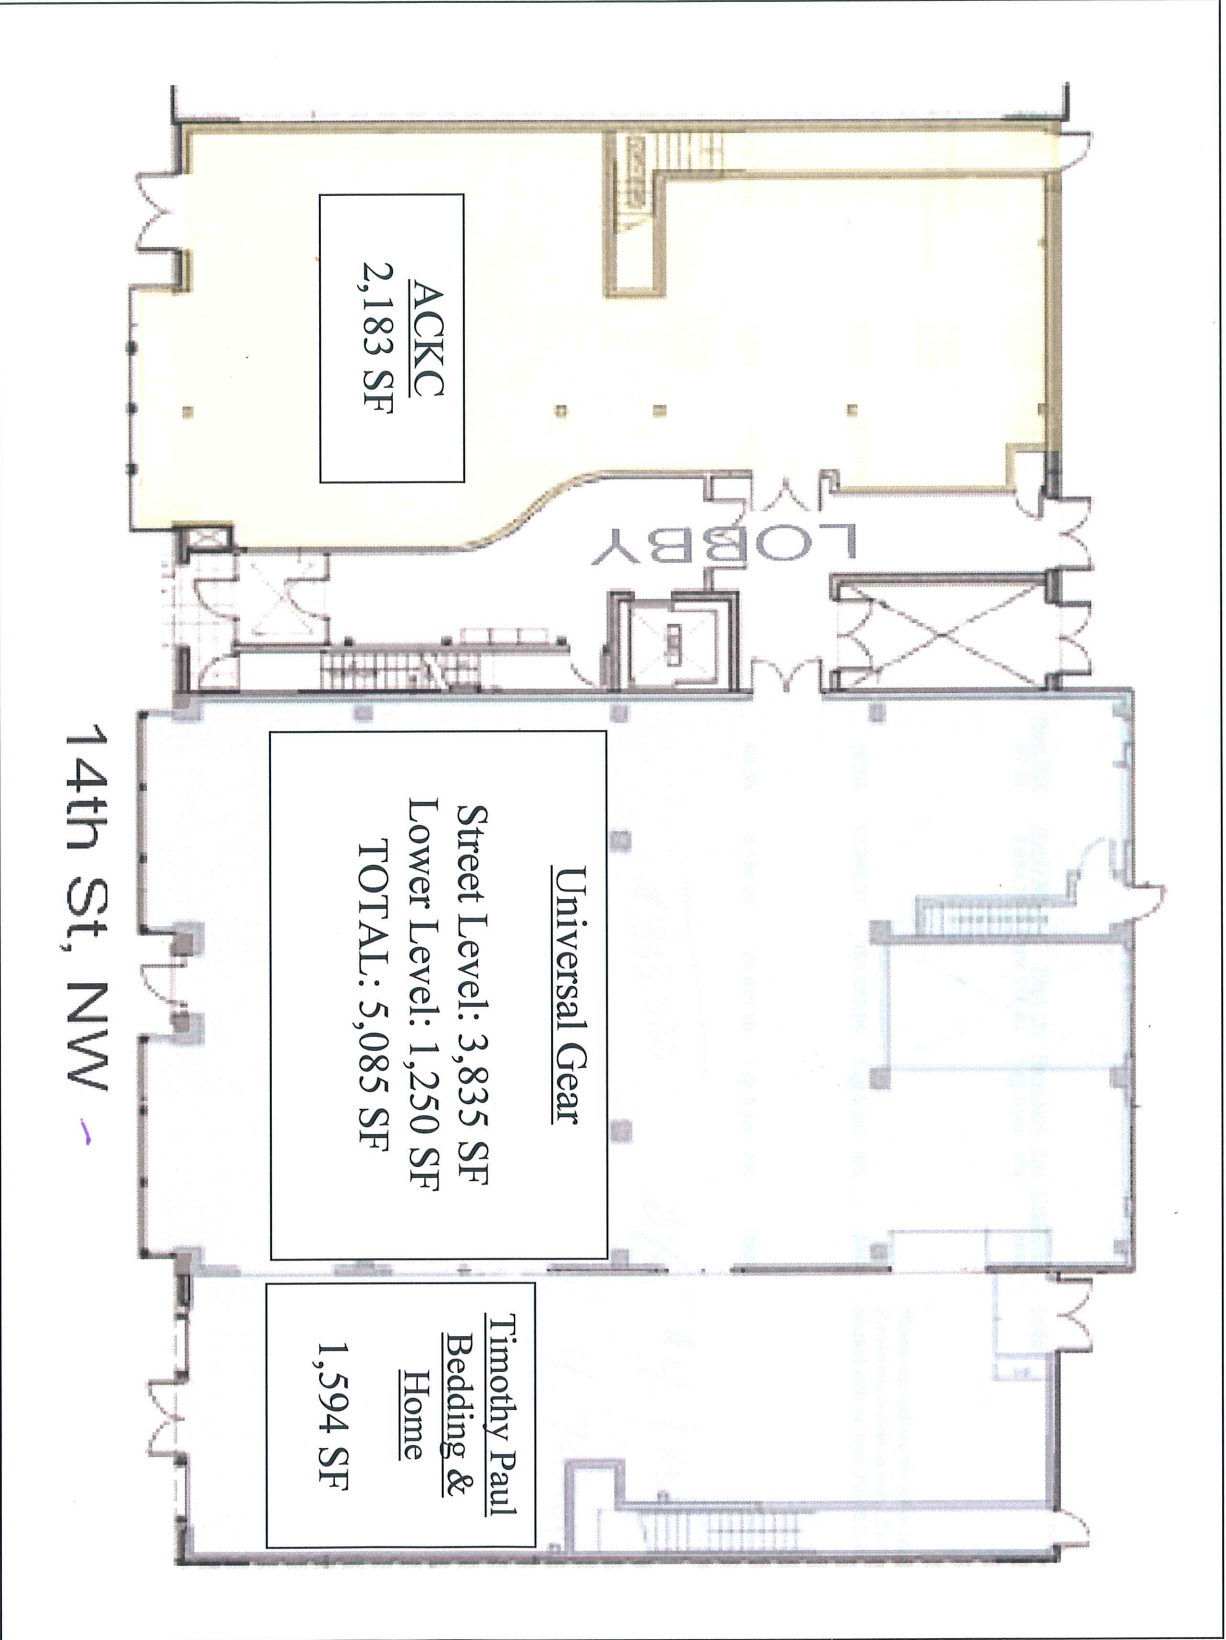 ACKC
2,183 SF
LOBBY
Universal Gear
Street Level: 3,835 SF
Lower Level: 1,250 SF
TOTAL: 5,085 SF
Timothy Paul
Bedding &
Home
1,594 SF
14th St, NW